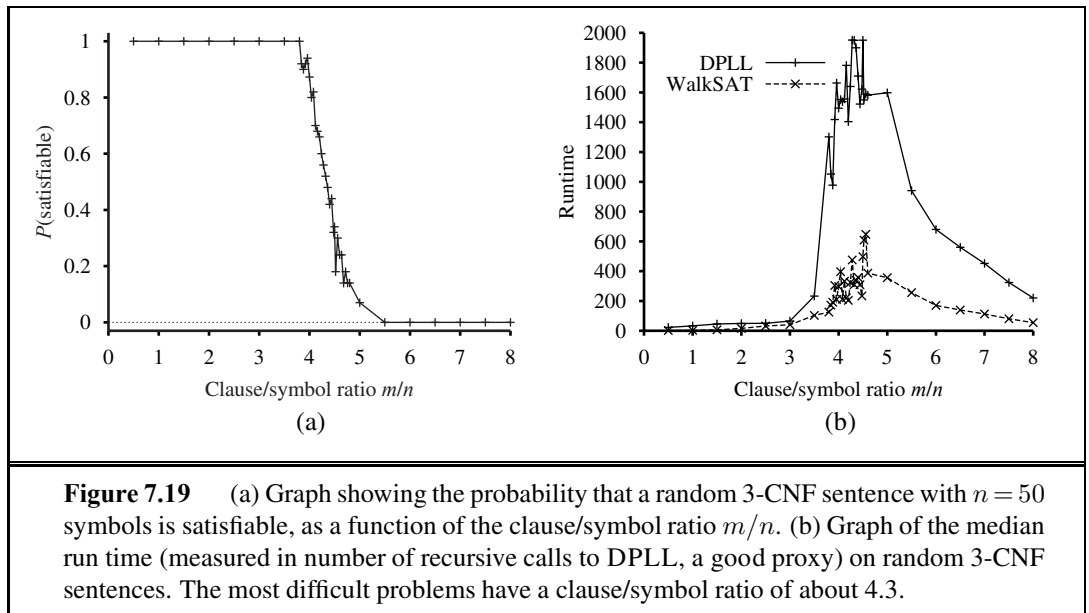 1
0.8
0.6
0.4
0.2
0
P(satisfiable)
0 1 2 3 4 5 6 7 8
Clause/symbol ratio m/n
(a)
2000
1800
1600
1400
1200
1000
800
600
400
200
0
Runtime
DPLL
WalkSAT
0 1 2 3 4 5 6 7 8
Clause/symbol ratio m/n
(b)
Figure 7.19 (a) Graph showing the probability that a random 3-CNF sentence with n = 50
symbols is satisfiable, as a function of the clause/symbol ratio m/n. (b) Graph of the median
run time (measured in number of recursive calls to DPLL, a good proxy) on random 3-CNF
sentences. The most difficult problems have a clause/symbol ratio of about 4.3.